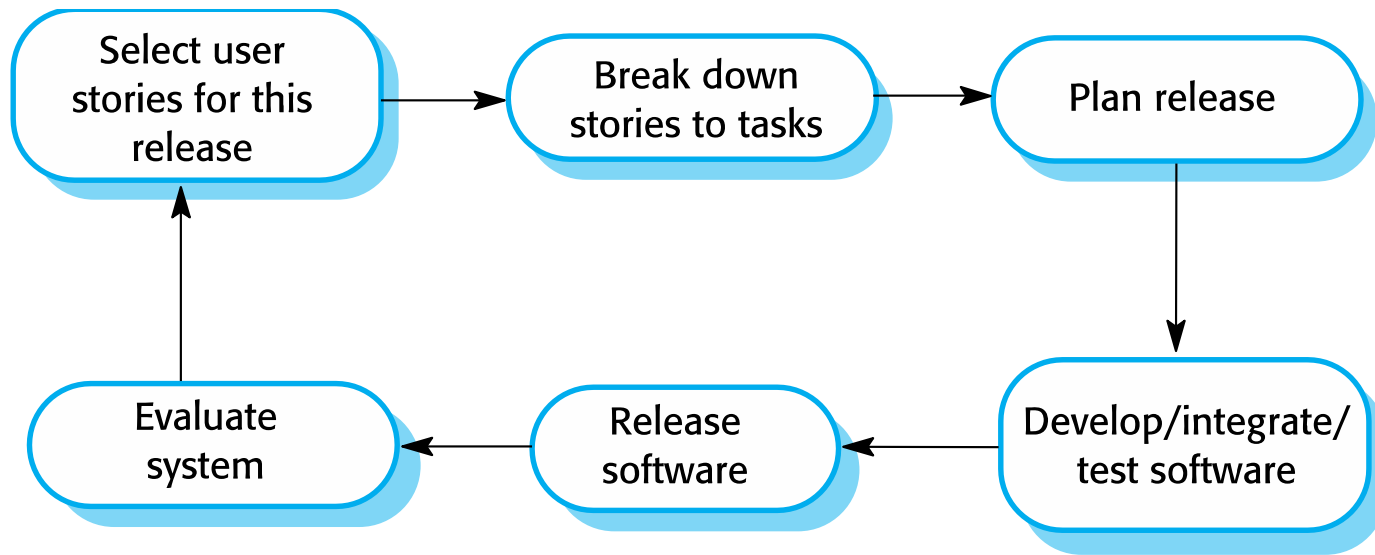 Select user
stories for this
release
Break down
stories to tasks
Plan release
Develop/integrate/
test software
Release
software
Evaluate
system